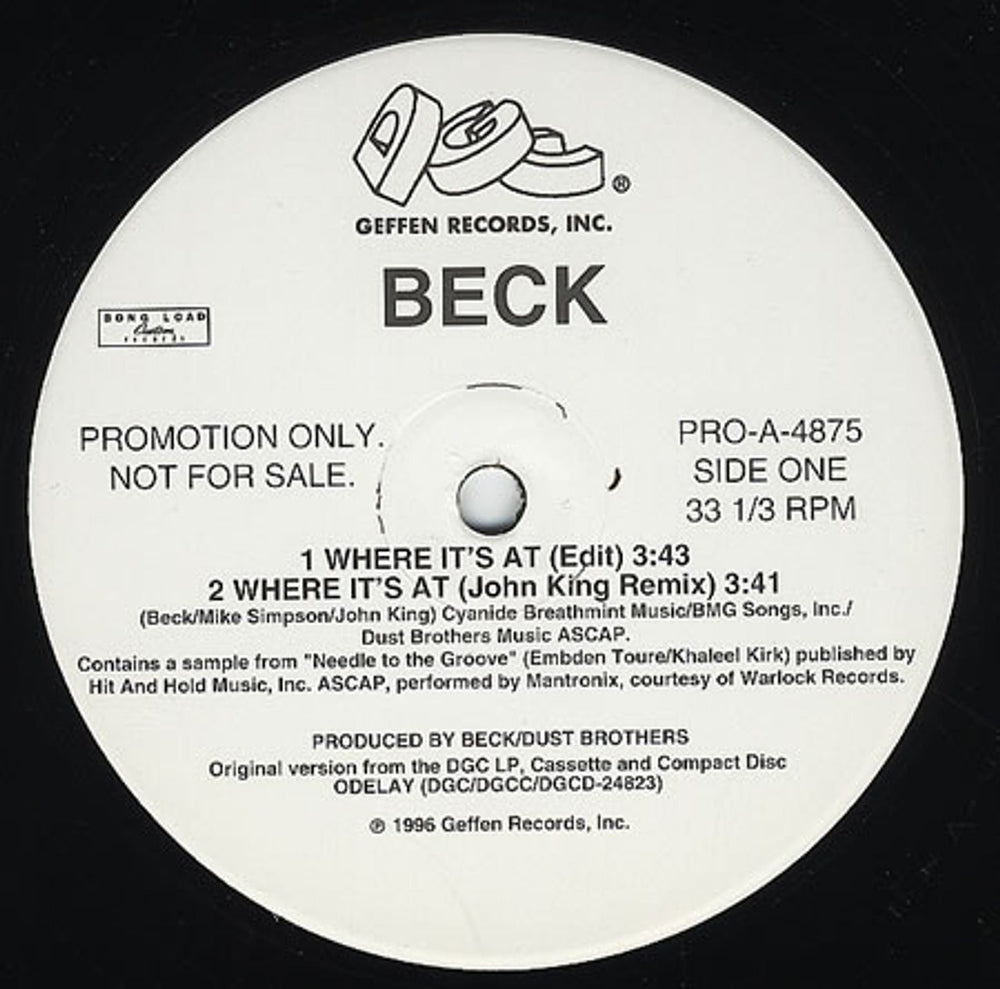 DGC ®
GEFFEN RECORDS, INC.
BECK
BONG LOAD
Custom
records
PROMOTION ONLY.
NOT FOR SALE.
PRO-A-4875
SIDE ONE
33 1/3 RPM
1 WHERE IT'S AT (Edit) 3:43
2 WHERE IT'S AT (John King Remix) 3:41
(Beck/Mike Simpson/John King) Cyanide Breathmint Music/BMG Songs, Inc./
Dust Brothers Music ASCAP.
Contains a sample from "Needle to the Groove" (Embden Toure/Khaleel Kirk) published by
Hit And Hold Music, Inc. ASCAP, performed by Mantronix, courtesy of Warlock Records.
PRODUCED BY BECK/DUST BROTHERS
Original version from the DGC LP, Cassette and Compact Disc
ODELAY (DGC/DGCC/DGCD-24823)
℗ 1996 Geffen Records, Inc.